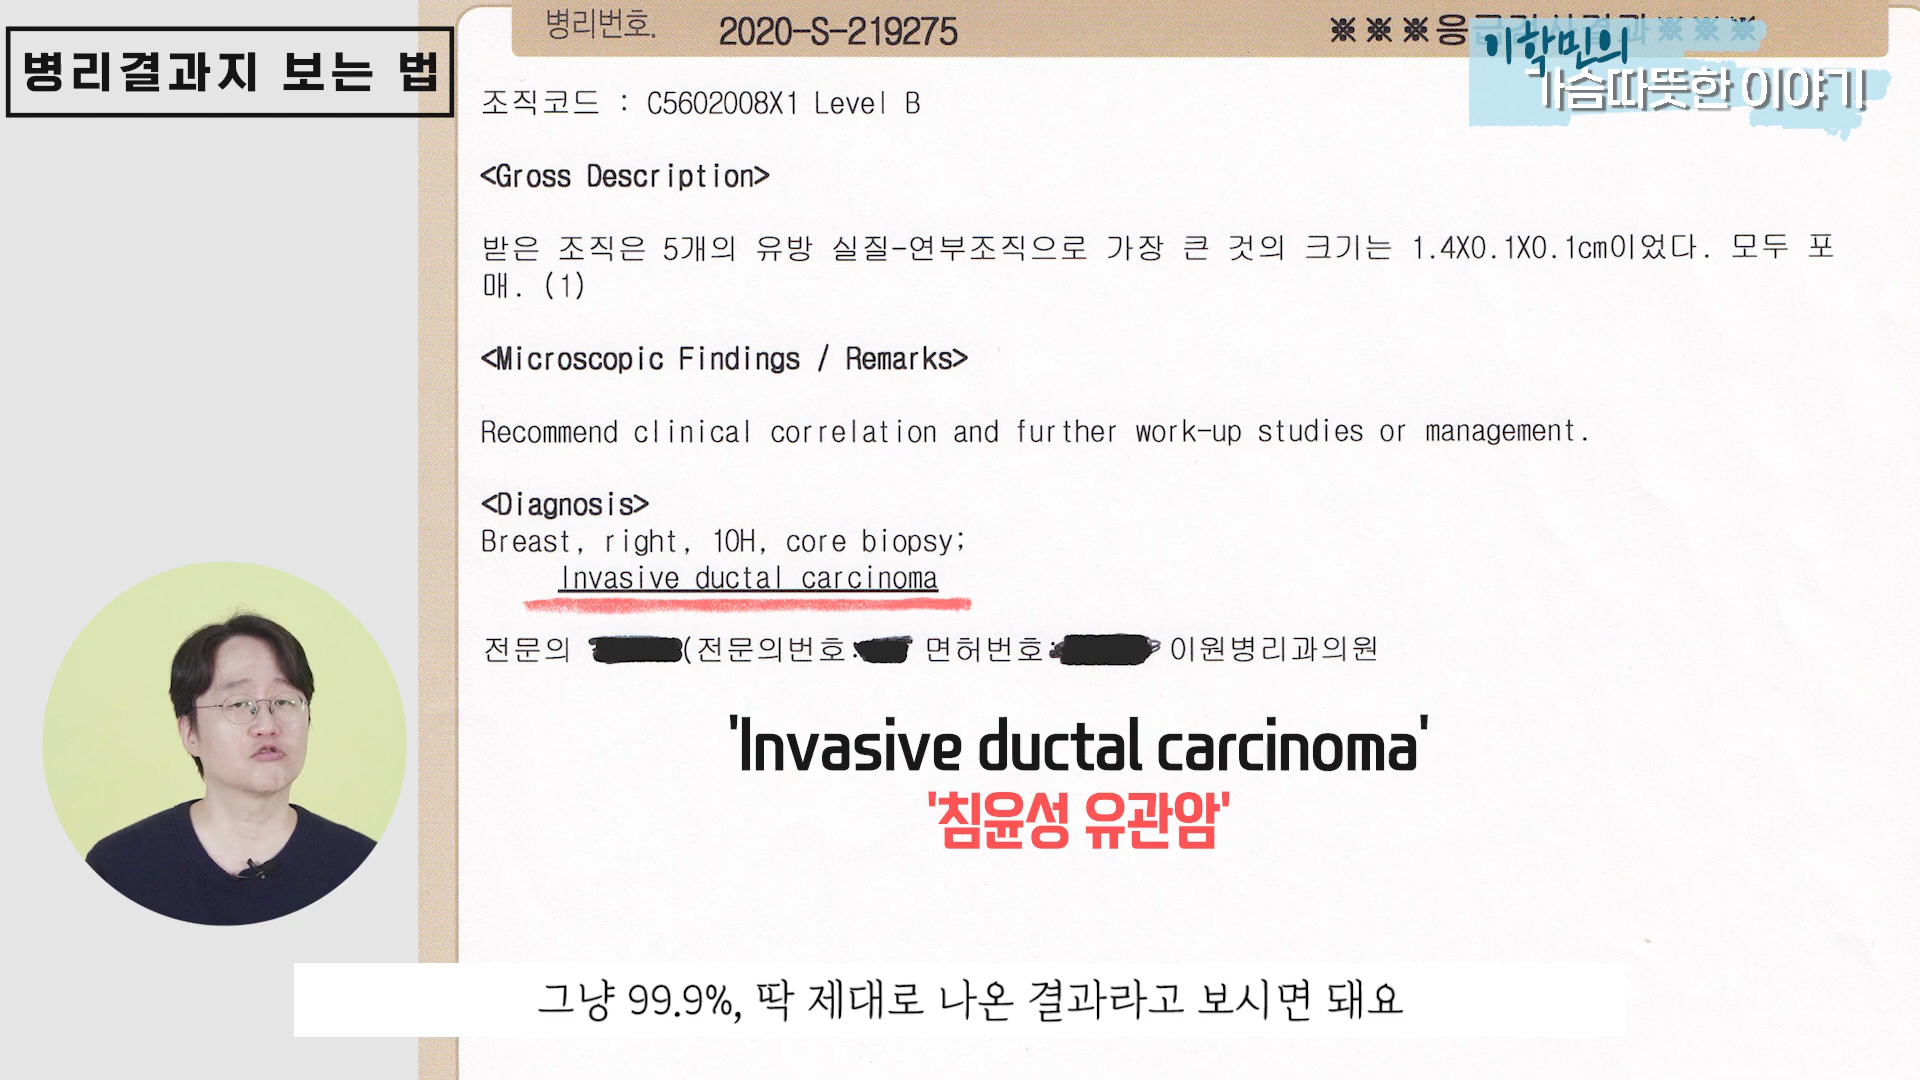 병리결과지 보는 법
병리번호. 2020-S-219275 ※※※응급검사결과※※※
이학민의
가슴따뜻한 이야기
조직코드 : C5602008X1 Level B
<Gross Description>
받은 조직은 5개의 유방 실질-연부조직으로 가장 큰 것의 크기는 1.4X0.1X0.1cm이었다. 모두 포
매. (1)
<Microscopic Findings / Remarks>
Recommend clinical correlation and further work-up studies or management.
<Diagnosis>
Breast, right, 10H, core biopsy;
Invasive ductal carcinoma
전문의 (전문의번호: 면허번호: 이원병리과의원
'Invasive ductal carcinoma'
'침윤성 유관암'
그냥 99.9%, 딱 제대로 나온 결과라고 보시면 돼요